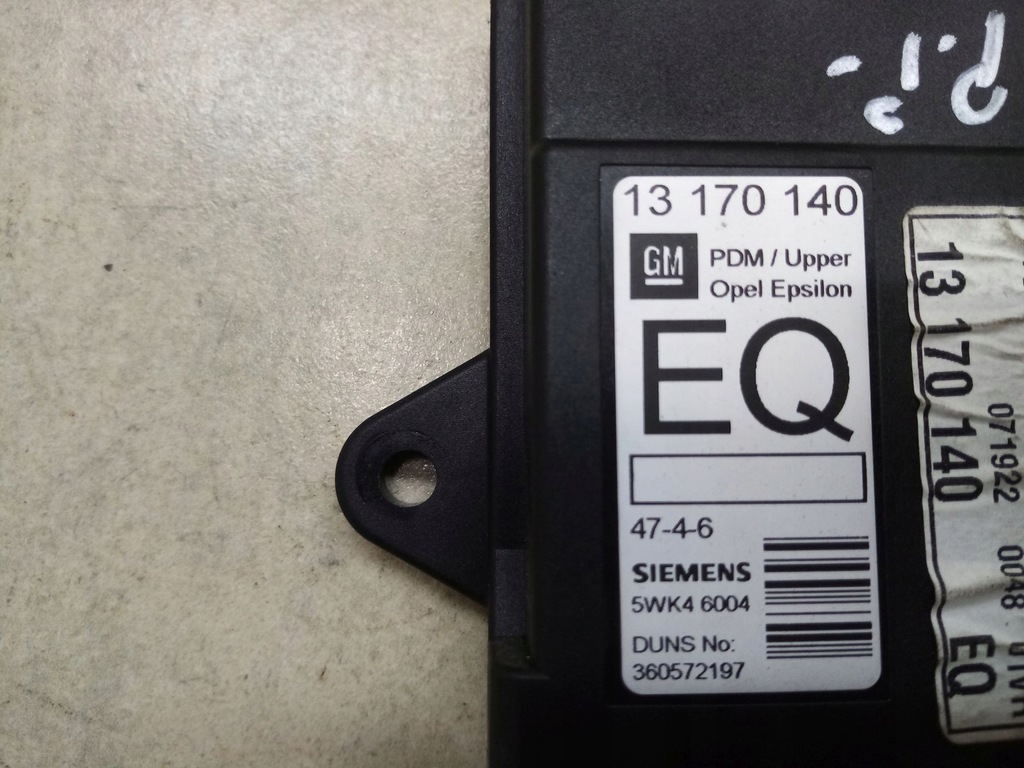 13 170 140
GM
PDM / Upper
Opel Epsilon
EQ
47-4-6
SIEMENS
5WK4 6004
DUNS No:
360572197
13 170 140
EQ
071922 0048